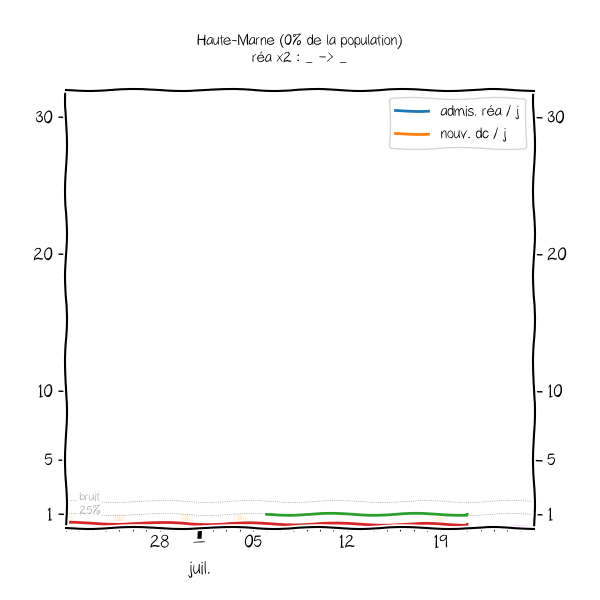 Haute-Marne (0% de la population)
réa x2 : _ -> _
admis. réa / j
nouv. dc / j
30
30
20
20
10
10
5
5
bruit
25%
1
1
28
1
05
12
19
juil.